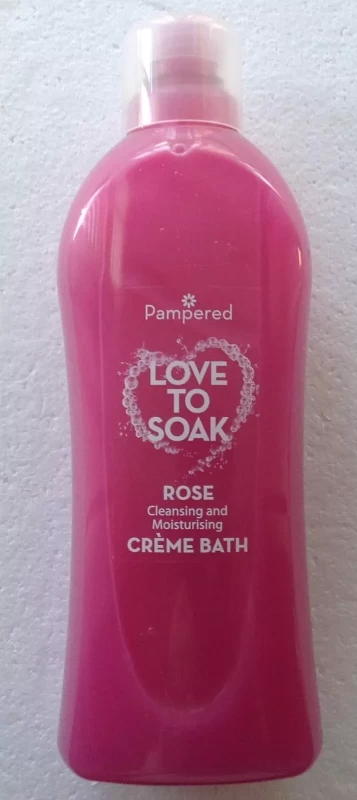 Pampered
LOVE
TO
SOAK
ROSE
Cleansing and
Moisturising
CRÈME BATH